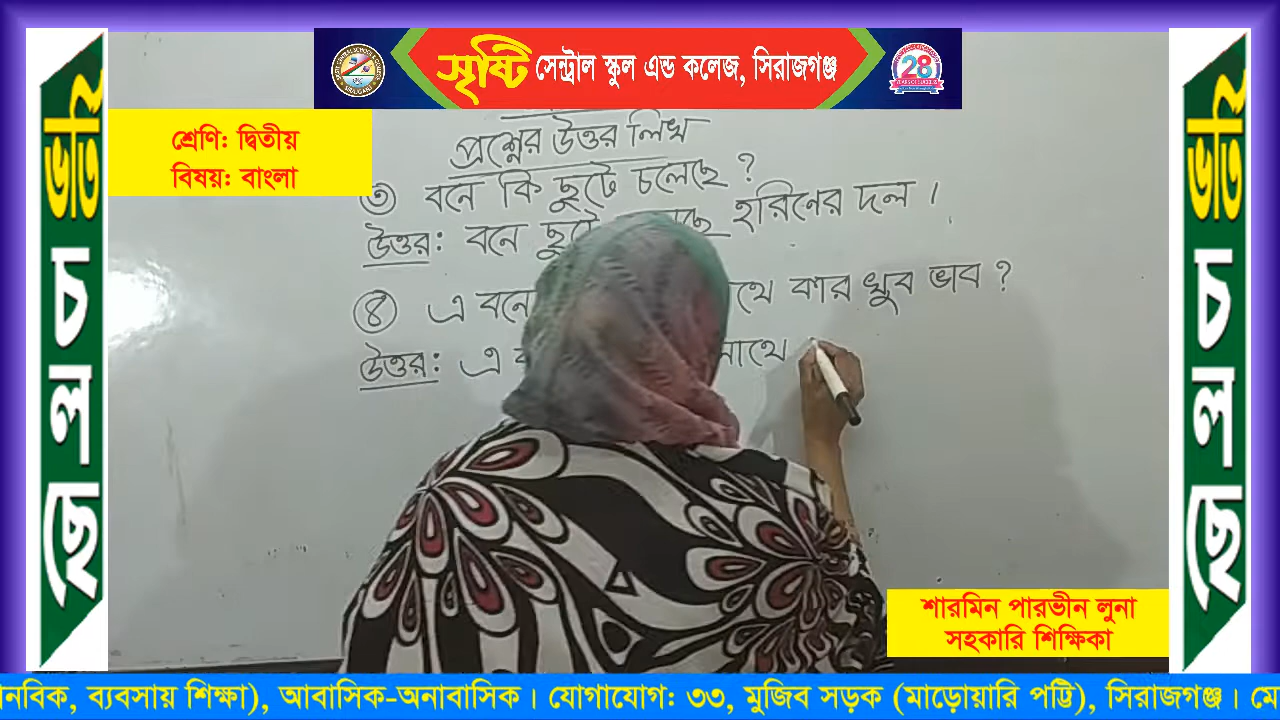 সৃষ্টি সেন্ট্রাল স্কুল এন্ড কলেজ, সিরাজগঞ্জ
28
শ্রেণি: দ্বিতীয়
বিষয়: বাংলা
ভর্তি চলছে
ভর্তি চলছে
প্রশ্নের উত্তর লিখ
৩ বনে কি ছুটে চলেছে ?
উত্তর: বনে ছুটে হরিনের দল ।
৪ এ বনে কার খুব ভাব ?
উত্তর: এ সাথে
শারমিন পারভীন লুনা
সহকারি শিক্ষিকা
নবিক, ব্যবসায় শিক্ষা), আবাসিক-অনাবাসিক। যোগাযোগ: ৩৩, মুজিব সড়ক (মাড়োয়ারি পট্টি), সিরাজগঞ্জ। মো